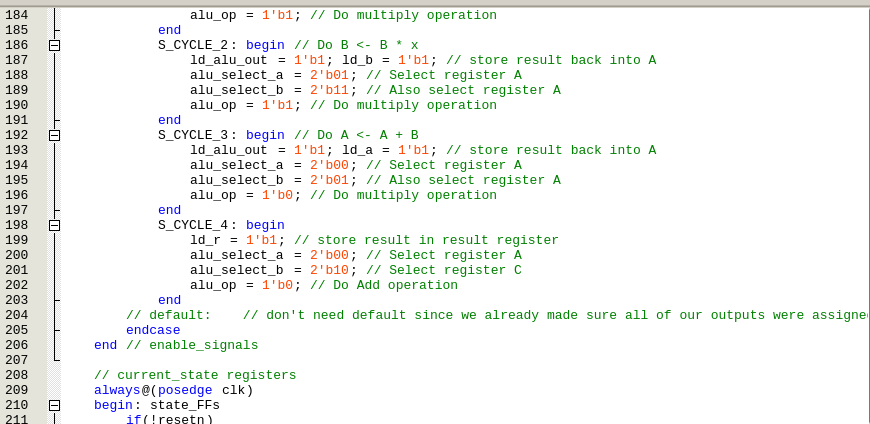 184 alu_op = 1'b1; // Do multiply operation
185 end
186 S_CYCLE_2: begin // Do B <- B * x
187 ld_alu_out = 1'b1; ld_b = 1'b1; // store result back into A
188 alu_select_a = 2'b01; // Select register A
189 alu_select_b = 2'b11; // Also select register A
190 alu_op = 1'b1; // Do multiply operation
191 end
192 S_CYCLE_3: begin // Do A <- A + B
193 ld_alu_out = 1'b1; ld_a = 1'b1; // store result back into A
194 alu_select_a = 2'b00; // Select register A
195 alu_select_b = 2'b01; // Also select register A
196 alu_op = 1'b0; // Do multiply operation
197 end
198 S_CYCLE_4: begin
199 ld_r = 1'b1; // store result in result register
200 alu_select_a = 2'b00; // Select register A
201 alu_select_b = 2'b10; // Select register C
202 alu_op = 1'b0; // Do Add operation
203 end
204 // default:    // don't need default since we already made sure all of our outputs were assigne
205 endcase
206 end // enable_signals
207
208 // current_state registers
209 always@(posedge clk)
210 begin: state_FFs
211 if(!resetn)